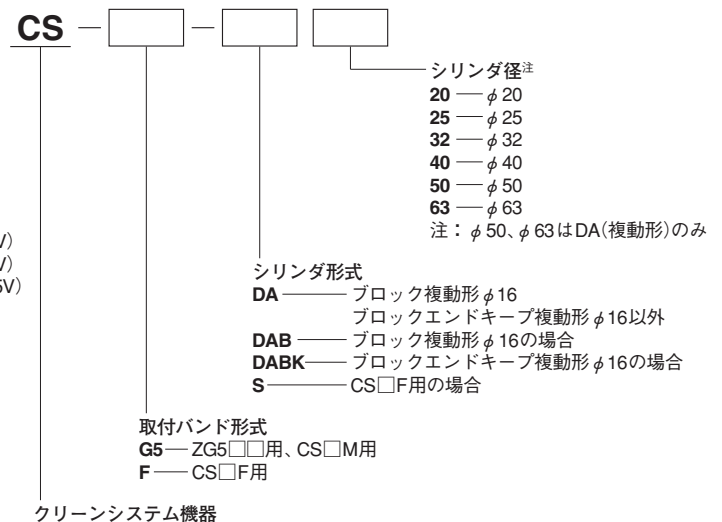 CS － □ － □ □
シリンダ径注
20 ── φ20
25 ── φ25
32 ── φ32
40 ── φ40
50 ── φ50
63 ── φ63
注：φ50、φ63はDA(複動形)のみ
V)
V)
5V)
シリンダ形式
DA ── ブロック複動形φ16
ブロックエンドキープ複動形φ16以外
DAB ── ブロック複動形φ16の場合
DABK── ブロックエンドキープ複動形φ16の場合
S ── CS□F用の場合
取付バンド形式
G5── ZG5□□用、CS□M用
F ── CS□F用
クリーンシステム機器